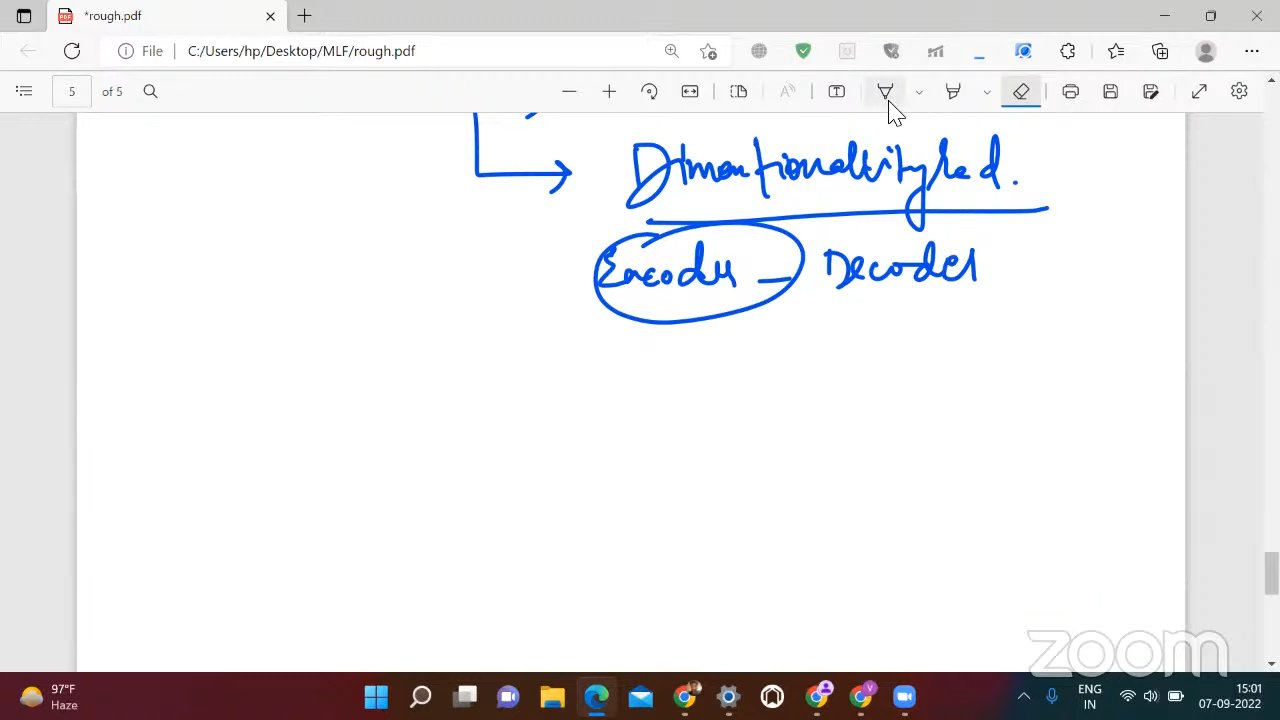 *rough.pdf
File C:/Users/hp/Desktop/MLF/rough.pdf
5 of 5
Dimentionality Red.
Encoder - Decoder
zoom
97°F
Haze
ENG
IN
15:01
07-09-2022